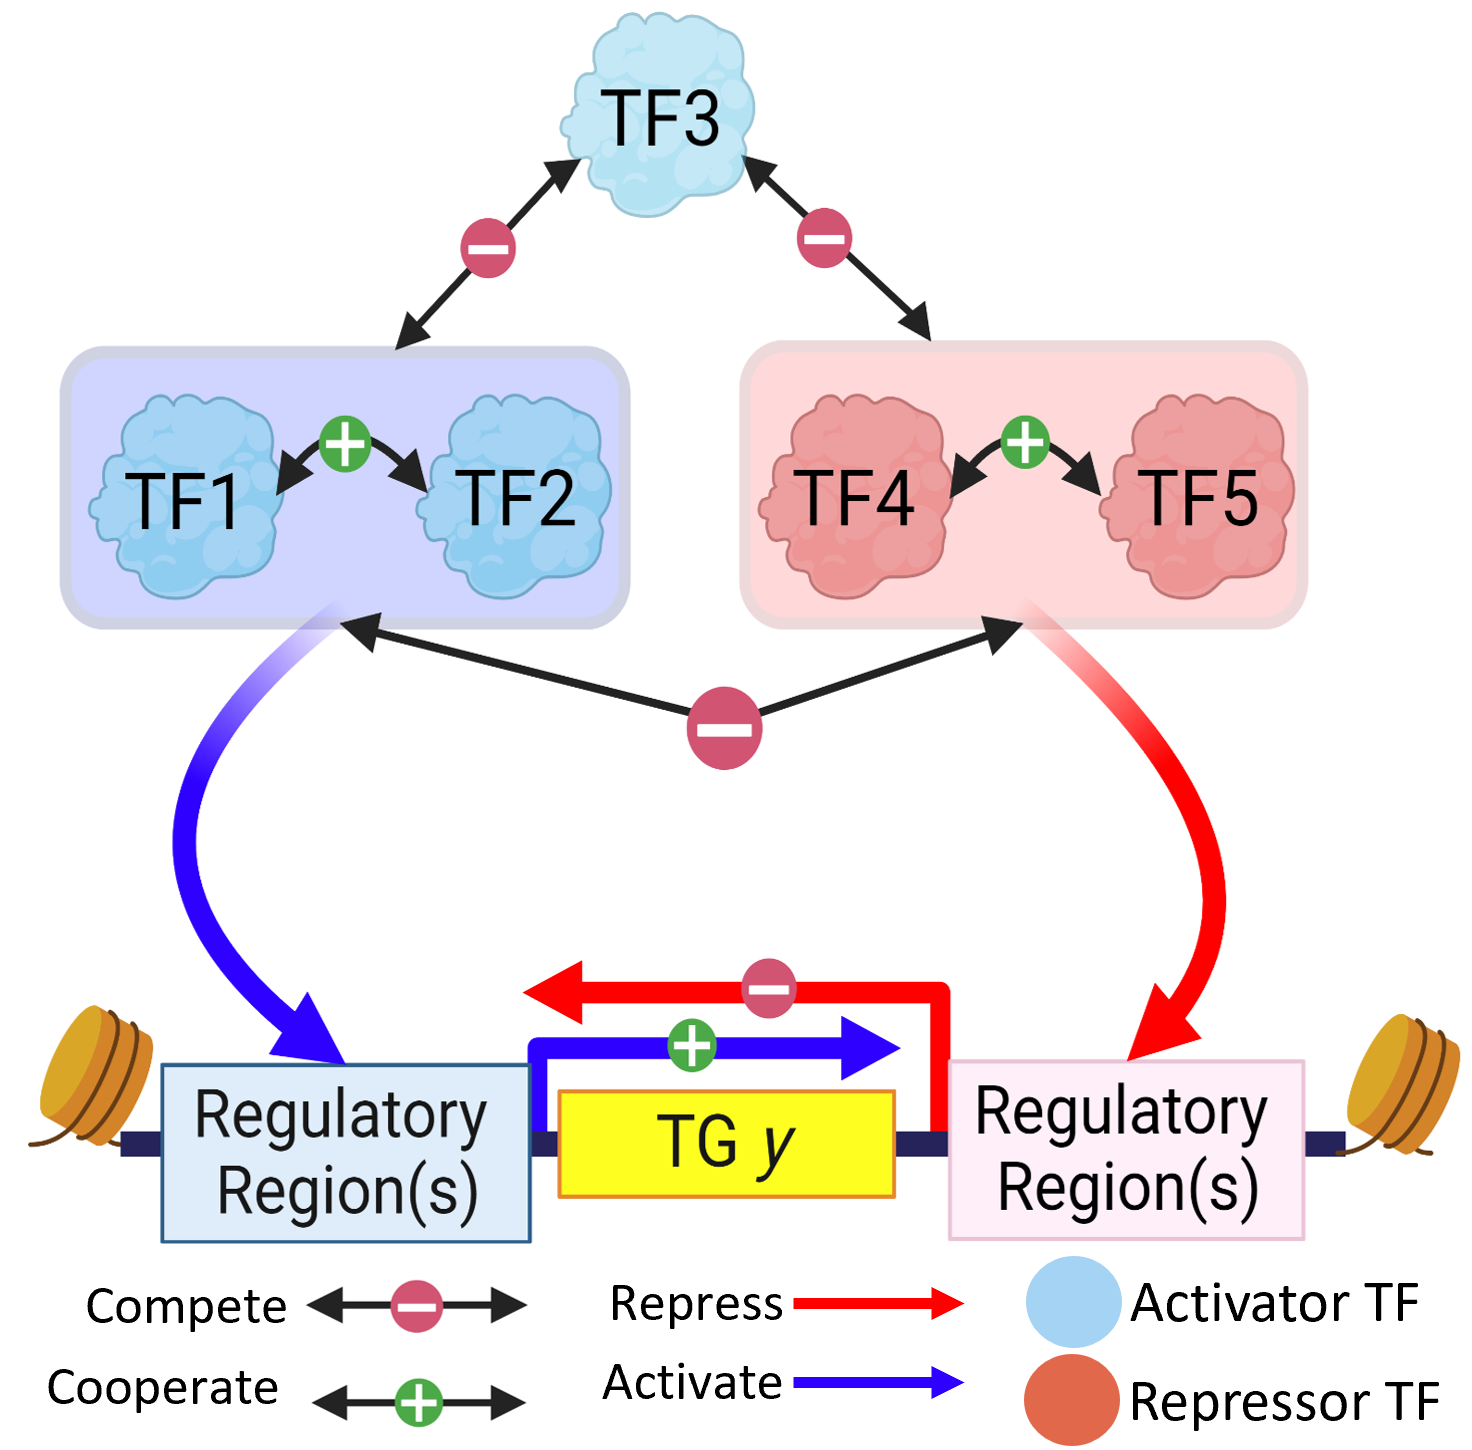 TF3
TF1
TF2
TF4
TF5
Regulatory
Region(s)
TG y
Regulatory
Region(s)
Compete
Repress
Activator TF
Cooperate
Activate
Repressor TF